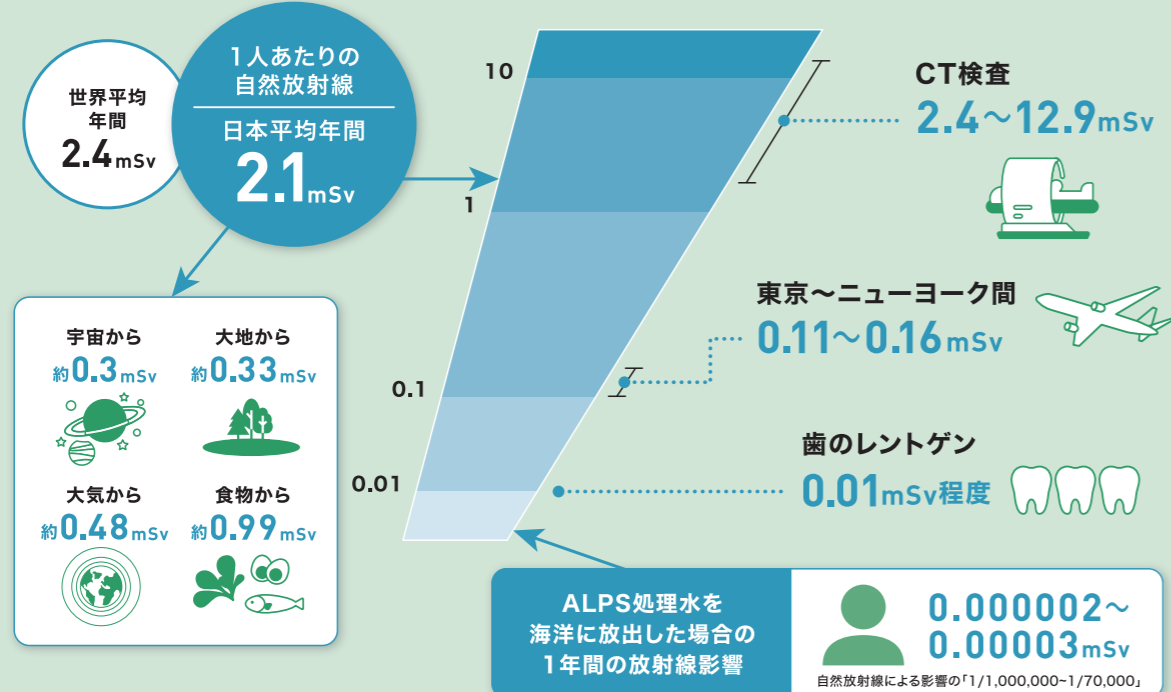 世界平均
年間
2.4mSv
1人あたりの
自然放射線
日本平均年間
2.1mSv
宇宙から
約0.3mSv
大地から
約0.33mSv
大気から
約0.48mSv
食物から
約0.99mSv
10
1
0.1
0.01
CT検査
2.4〜12.9mSv
東京〜ニューヨーク間
0.11〜0.16mSv
歯のレントゲン
0.01mSv程度
ALPS処理水を
海洋に放出した場合の
1年間の放射線影響
0.000002〜
0.00003mSv
自然放射線による影響の「1/1,000,000~1/70,000」